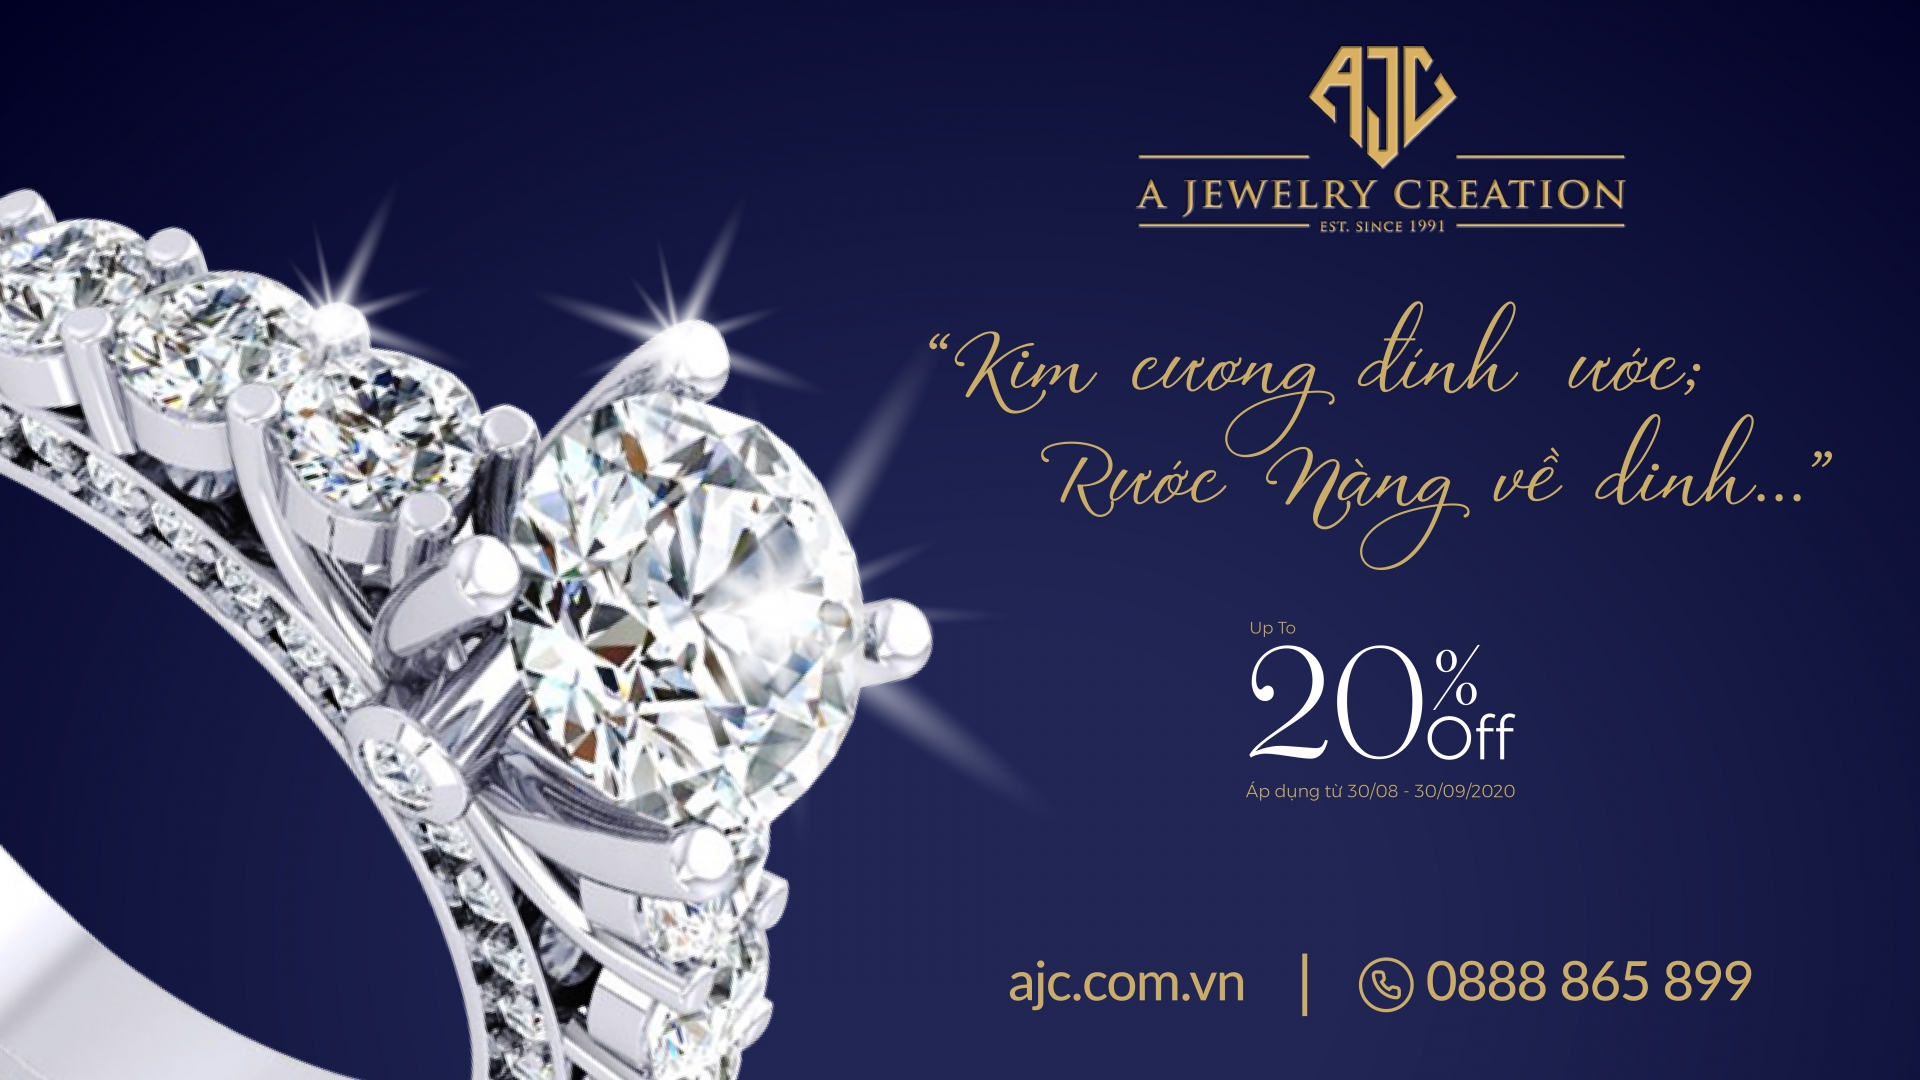 AJC
A JEWELRY CREATION
EST. SINCE 1991
“Kim cương đính ước;
Rước Nàng về dinh...”
Up To
20% Off
Áp dụng từ 30/08 - 30/09/2020
ajc.com.vn | 0888 865 899